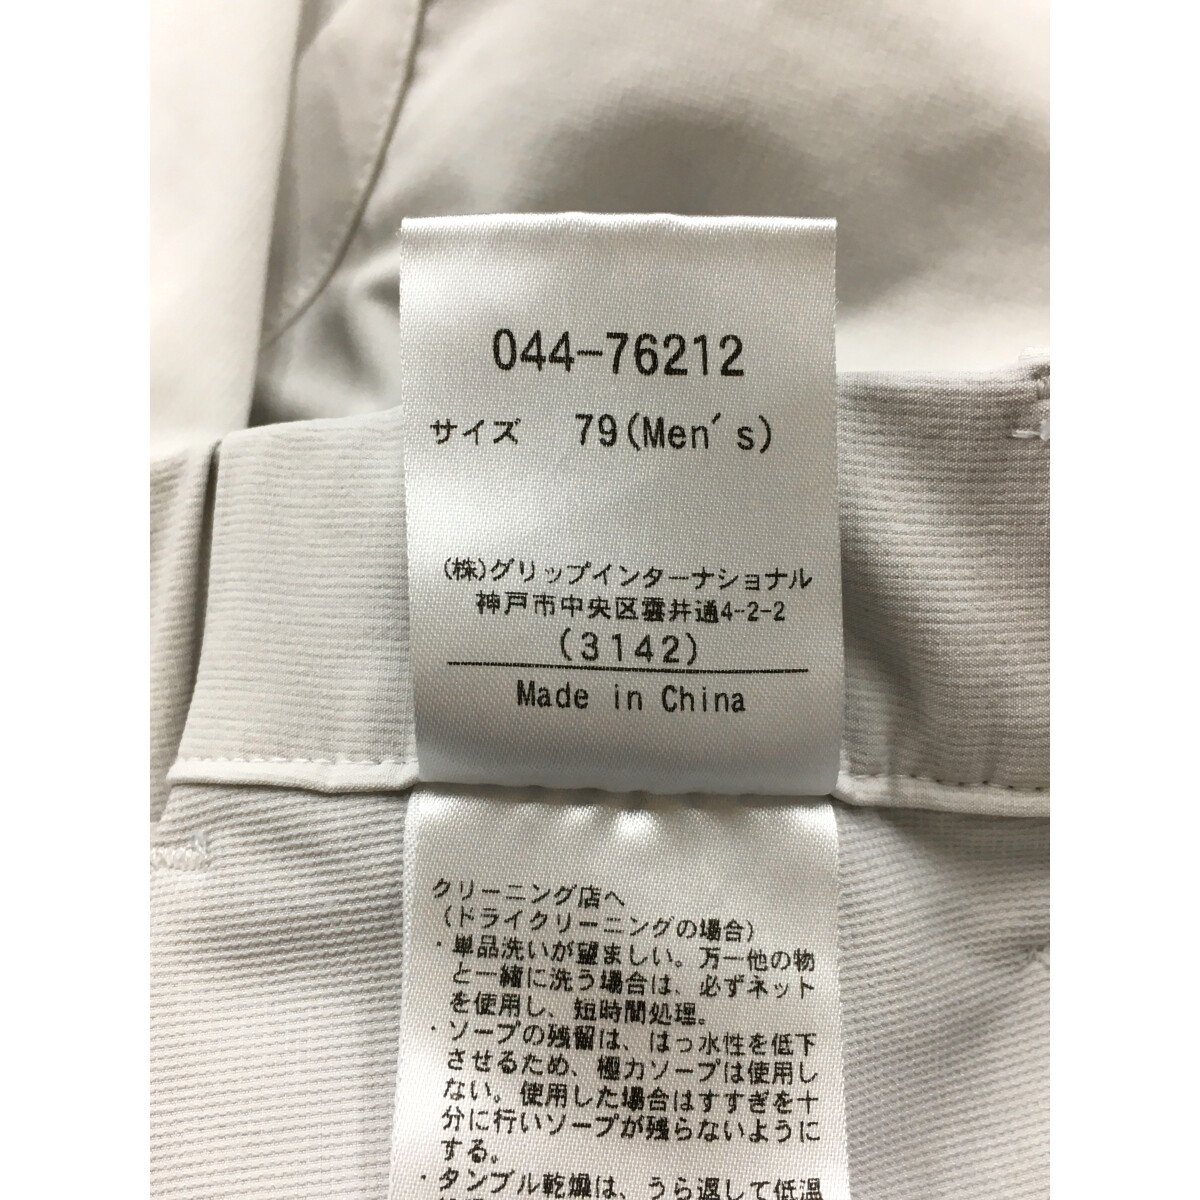 044-76212
サイズ 79(Men's)
(株)グリップインターナショナル
神戸市中央区雲井通4-2-2
(3142)
Made in China
クリーニング店へ
(ドライクリーニングの場合)
・単品洗いが望ましい。万一他の物
と一緒に洗う場合は、必ずネット
を使用し、短時間処理。
・ソープの残留は、はっ水性を低下
させるため、極力ソープは使用し
ない。使用した場合はすすぎを十
分に行いソープが残らないように
する。
・タンブル乾燥は、うら返して低温